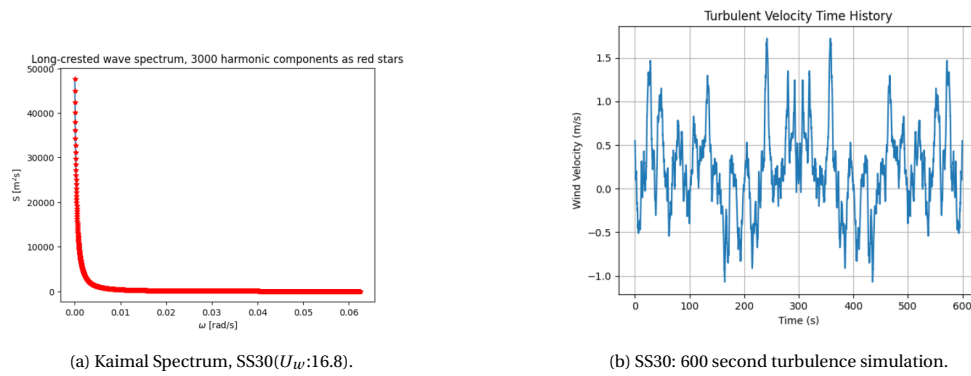 Long-crested wave spectrum, 3000 harmonic components as red stars
50000
40000
30000
20000
10000
0
S [m²s]
0.00 0.01 0.02 0.03 0.04 0.05 0.06
ω [rad/s]
(a) Kaimal Spectrum, SS30(U_w:16.8).
Turbulent Velocity Time History
1.5
1.0
0.5
0.0
−0.5
−1.0
Wind Velocity (m/s)
0 100 200 300 400 500 600
Time (s)
(b) SS30: 600 second turbulence simulation.